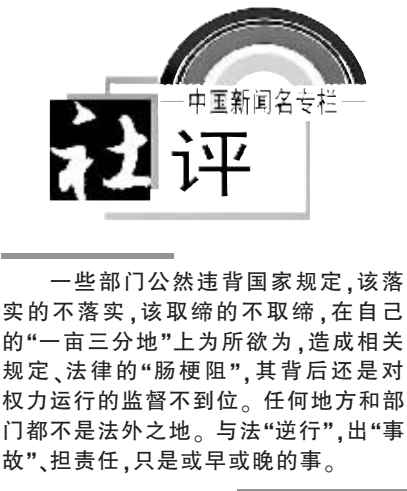 中国新闻名专栏
社评
一些部门公然违背国家规定,该落
实的不落实,该取缔的不取缔,在自己
的“一亩三分地”上为所欲为,造成相关
规定、法律的“肠梗阻”,其背后还是对
权力运行的监督不到位。任何地方和部
门都不是法外之地。与法“逆行”,出“事
故”、担责任,只是或早或晚的事。